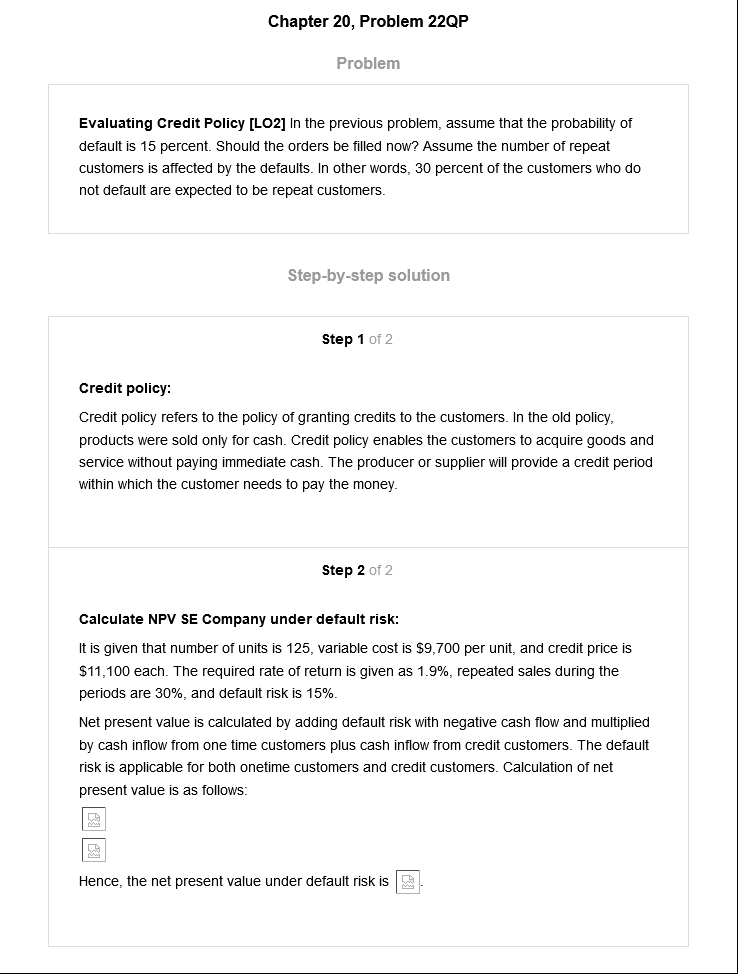 Chapter 20, Problem 22QP
Problem
Evaluating Credit Policy [LO2] In the previous problem, assume that the probability of
default is 15 percent. Should the orders be filled now? Assume the number of repeat
customers is affected by the defaults. In other words, 30 percent of the customers who do
not default are expected to be repeat customers.
Step-by-step solution
Step 1 of 2
Credit policy:
Credit policy refers to the policy of granting credits to the customers. In the old policy,
products were sold only for cash. Credit policy enables the customers to acquire goods and
service without paying immediate cash. The producer or supplier will provide a credit period
within which the customer needs to pay the money.
Step 2 of 2
Calculate NPV SE Company under default risk:
It is given that number of units is 125, variable cost is $9,700 per unit, and credit price is
$11,100 each. The required rate of return is given as 1.9%, repeated sales during the
periods are 30%, and default risk is 15%.
Net present value is calculated by adding default risk with negative cash flow and multiplied
by cash inflow from one time customers plus cash inflow from credit customers. The default
risk is applicable for both onetime customers and credit customers. Calculation of net
present value is as follows:
Hence, the net present value under default risk is .